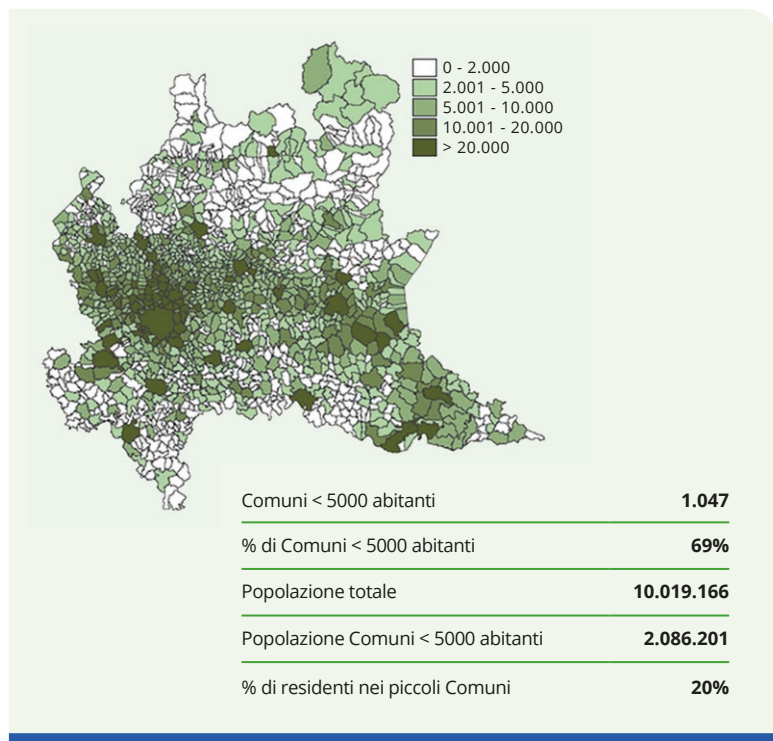 0 - 2.000
2.001 - 5.000
5.001 - 10.000
10.001 - 20.000
> 20.000
Comuni < 5000 abitanti 1.047
% di Comuni < 5000 abitanti 69%
Popolazione totale 10.019.166
Popolazione Comuni < 5000 abitanti 2.086.201
% di residenti nei piccoli Comuni 20%